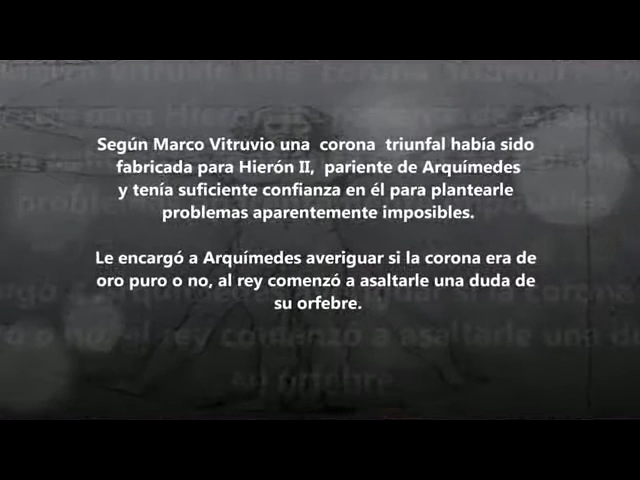 Según Marco Vitruvio una corona triunfal había sido
fabricada para Hierón II, pariente de Arquímedes
y tenía suficiente confianza en él para plantearle
problemas aparentemente imposibles.
Le encargó a Arquímedes averiguar si la corona era de
oro puro o no, al rey comenzó a asaltarle una duda de
su orfebre.